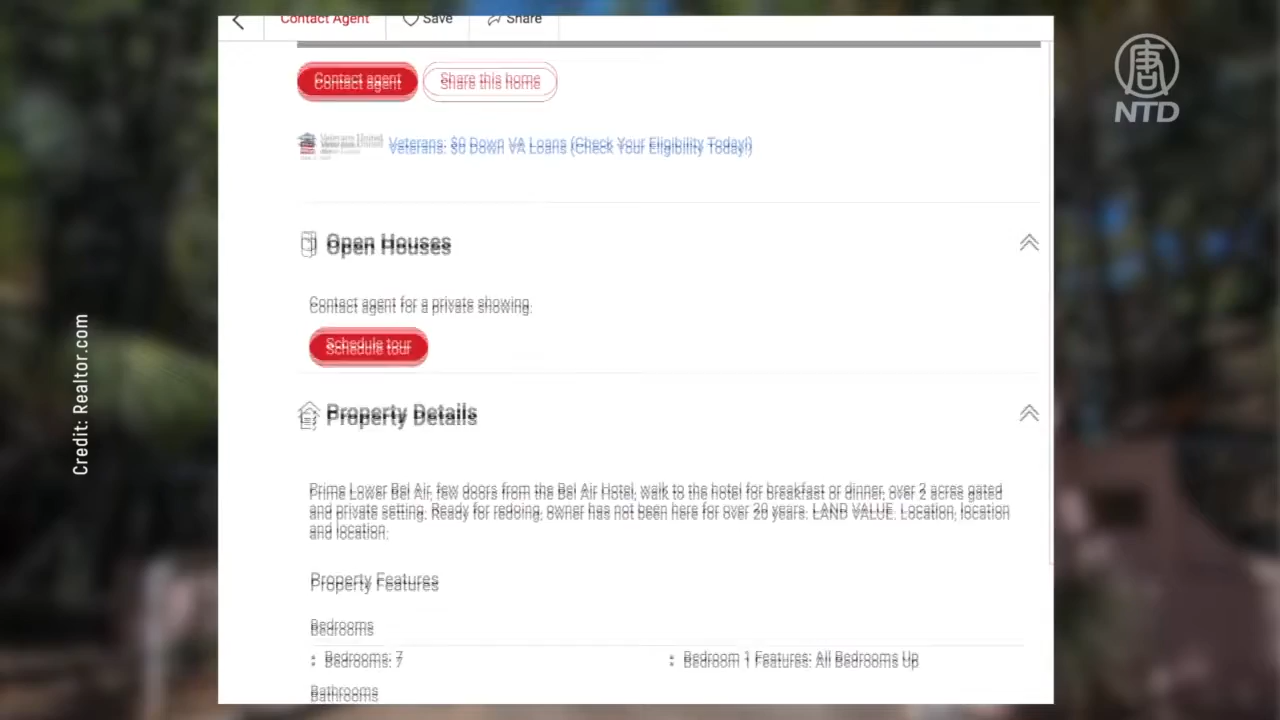 Contact Agent
Save
Share
唐
NTD
Contact agent
Share this home
Veterans United
Veterans: $0 Down VA Loans (Check Your Eligibility Today!)
Open Houses
Contact agent for a private showing.
Schedule tour
Credit: Realtor.com
Property Details
Prime Lower Bel Air, few doors from the Bel Air Hotel, walk to the hotel for breakfast or dinner, over 2 acres gated
and private setting. Ready for redoing, owner has not been here for over 20 years. LAND VALUE. Location, location
and location.
Property Features
Bedrooms
Bedrooms: 7
Bedroom 1 Features: All Bedrooms Up
Bathrooms